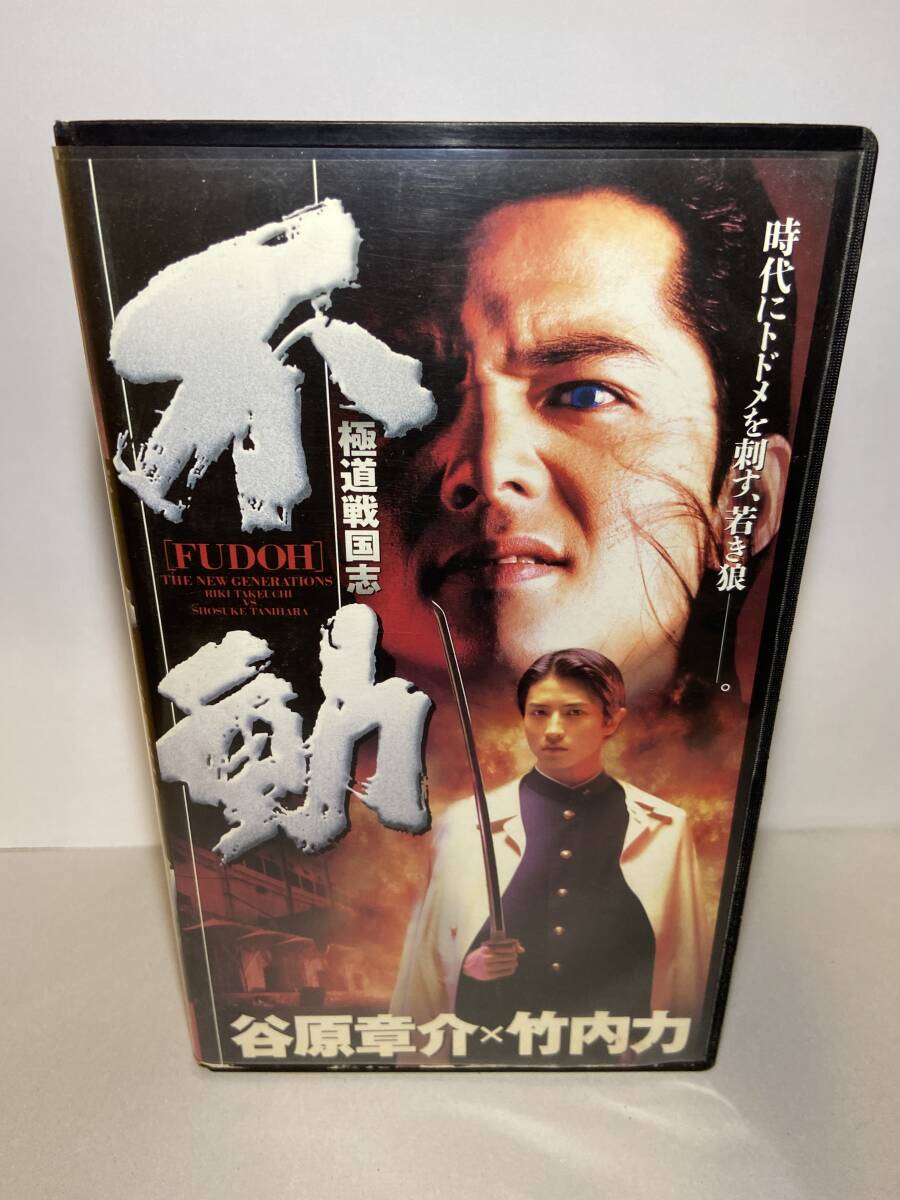 不動
極道戦国志
[FUDOH]
THE NEW GENERATIONS
RIKI TAKEUCHI
VS
SHOSUKE TANIHARA
時代にトドメを刺す、若き狼——。
谷原章介×竹内力